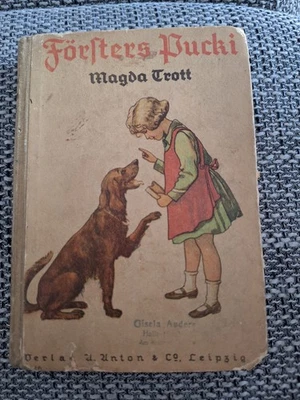 Försters Pucki
Magda Trott
Gisela
Verlag A. Anton & Co. Leipzig